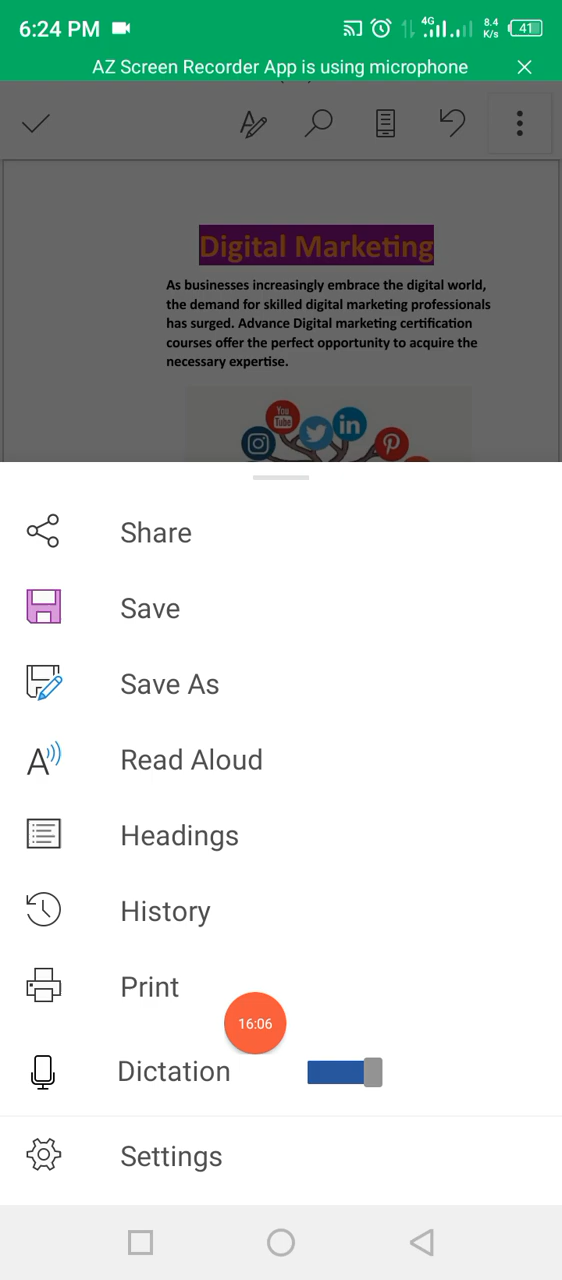 6:24 PM 4G 8.4 K/s 41
AZ Screen Recorder App is using microphone
Digital Marketing
As businesses increasingly embrace the digital world,
the demand for skilled digital marketing professionals
has surged. Advance Digital marketing certification
courses offer the perfect opportunity to acquire the
necessary expertise.
You
Tube
in
Share
Save
Save As
Read Aloud
Headings
History
Print
16:06
Dictation
Settings